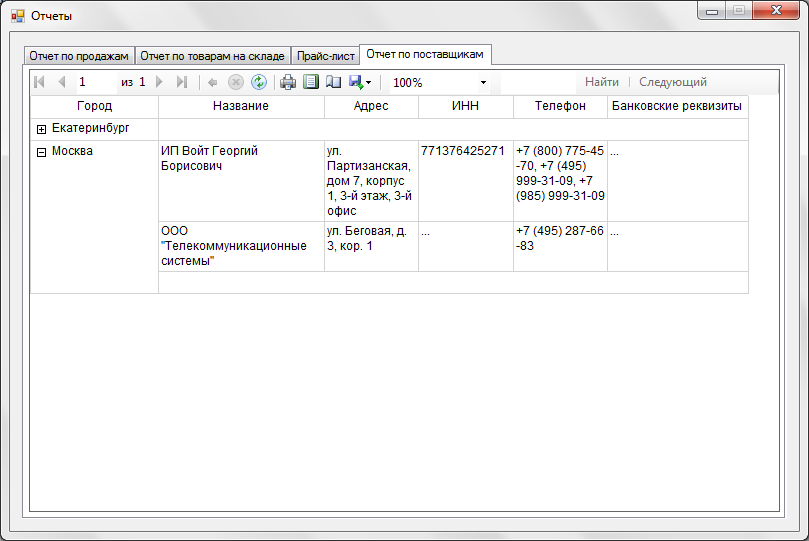 Отчеты
Отчет по продажам Отчет по товарам на складе Прайс-лист Отчет по поставщикам
1 из 1 100% Найти Следующий
Город Название Адрес ИНН Телефон Банковские реквизиты
Екатеринбург
Москва ИП Войт Георгий ул. 771376425271 +7 (800) 775-45 ...
Борисович Партизанская, -70, +7 (495)
дом 7, корпус 999-31-09, +7
1, 3-й этаж, 3-й (985) 999-31-09
офис
ООО ул. Беговая, д. ... +7 (495) 287-66 ...
"Телекоммуникационные 3, кор. 1 -83
системы"